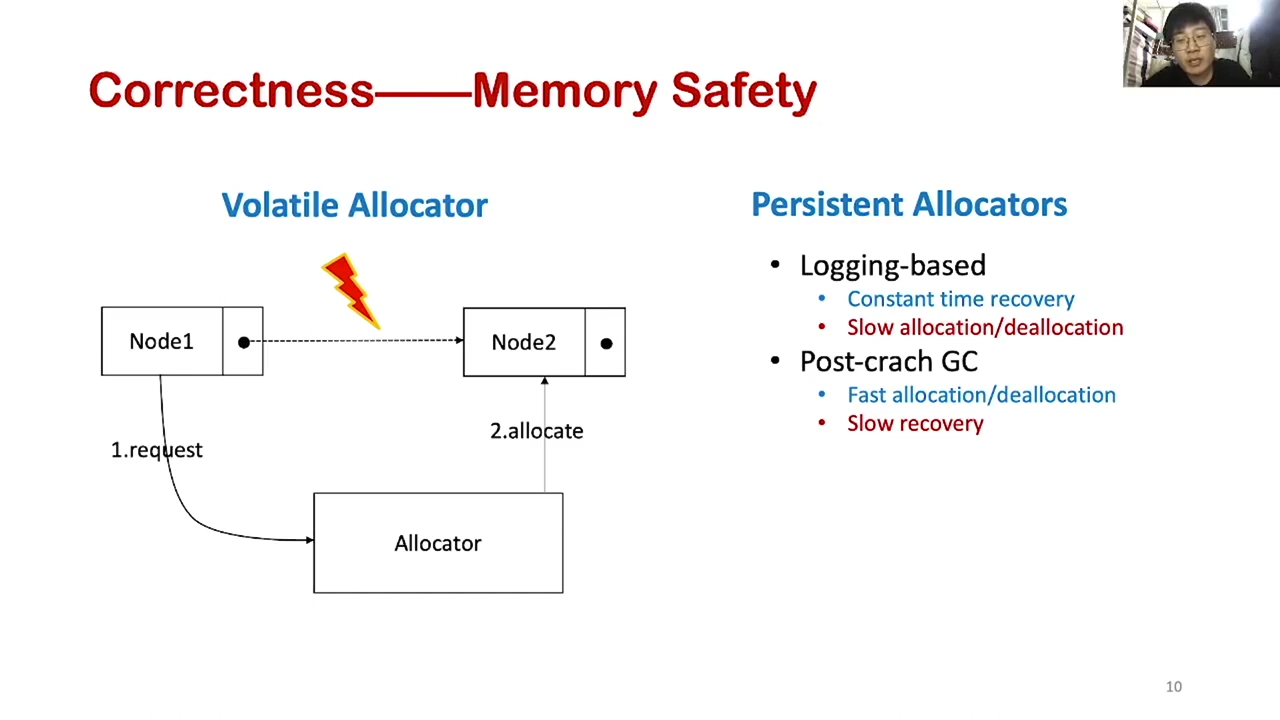 Correctness——Memory Safety
Volatile Allocator
Node1
Node2
1.request
2.allocate
Allocator
Persistent Allocators
• Logging-based
• Constant time recovery
• Slow allocation/deallocation
• Post-crach GC
• Fast allocation/deallocation
• Slow recovery
10